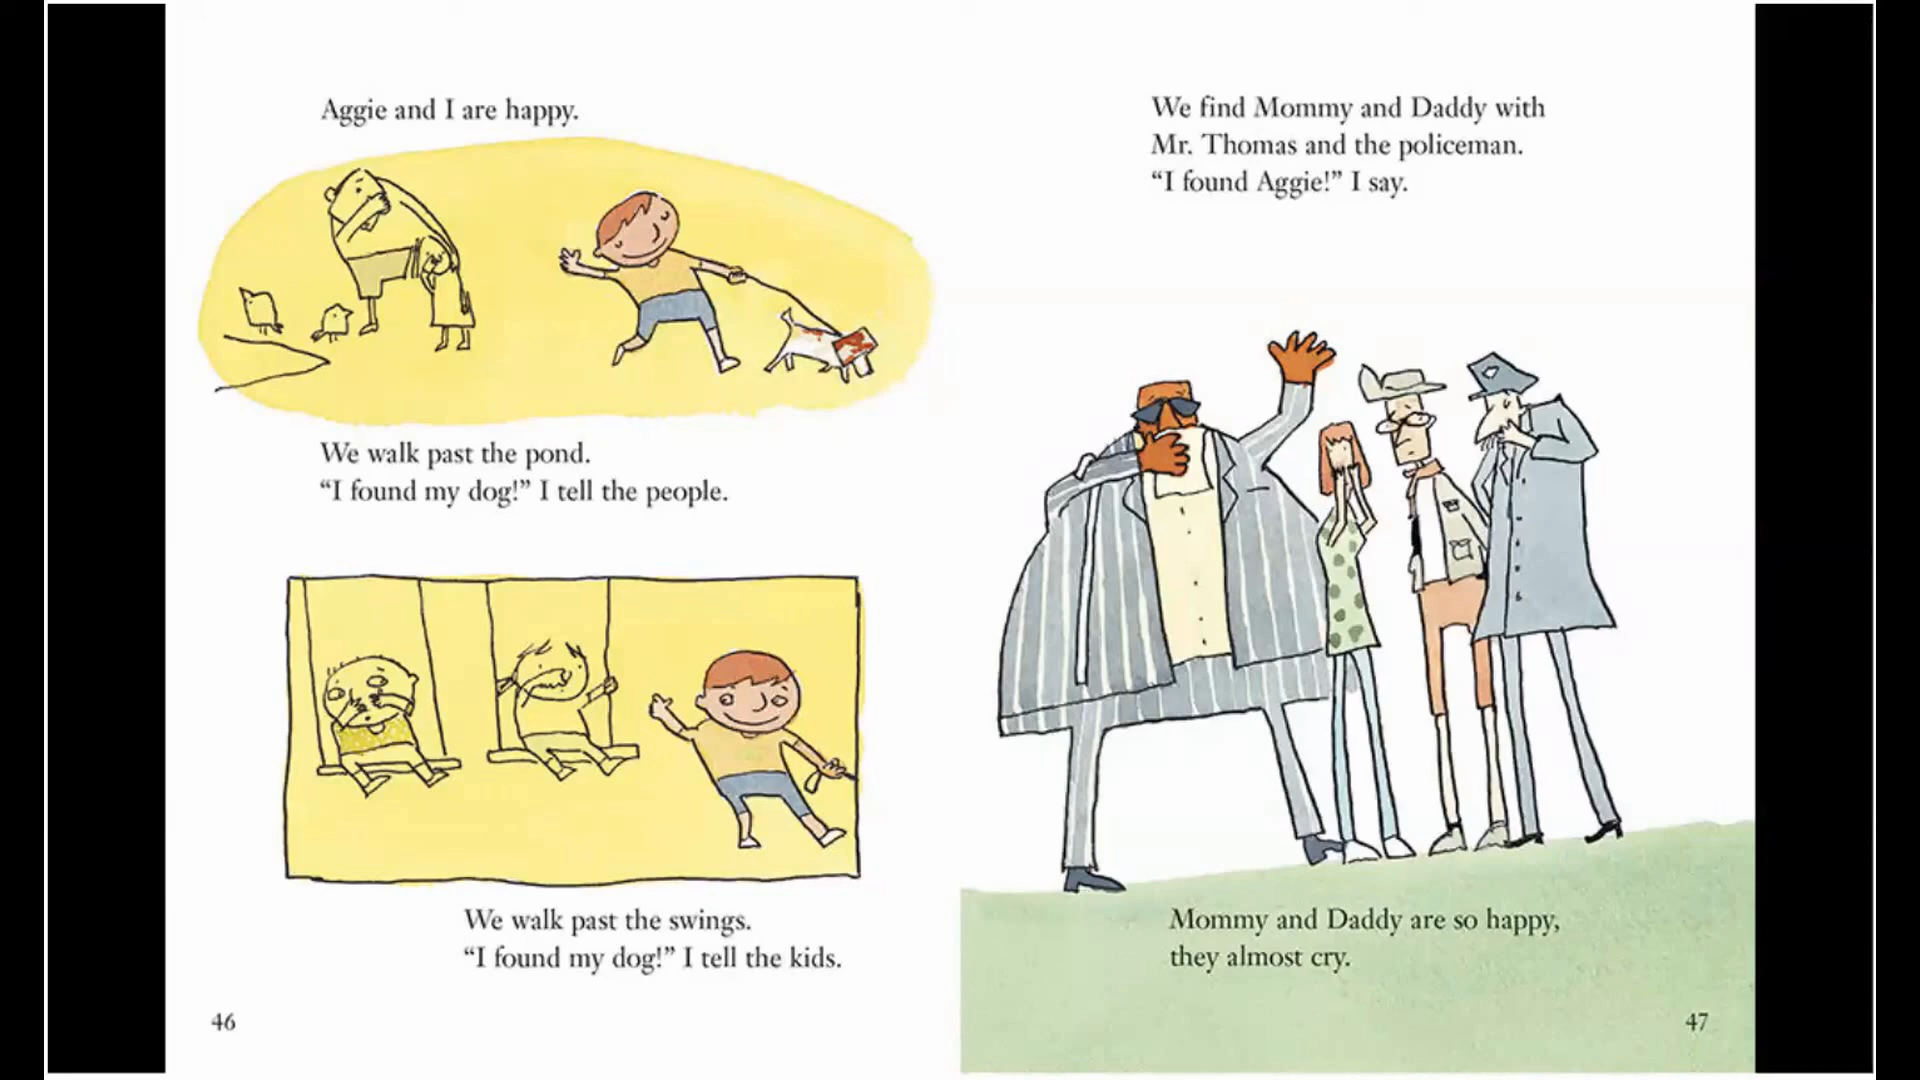 Aggie and I are happy.
We walk past the pond.
“I found my dog!” I tell the people.
We walk past the swings.
“I found my dog!” I tell the kids.
46
We find Mommy and Daddy with
Mr. Thomas and the policeman.
“I found Aggie!” I say.
Mommy and Daddy are so happy,
they almost cry.
47